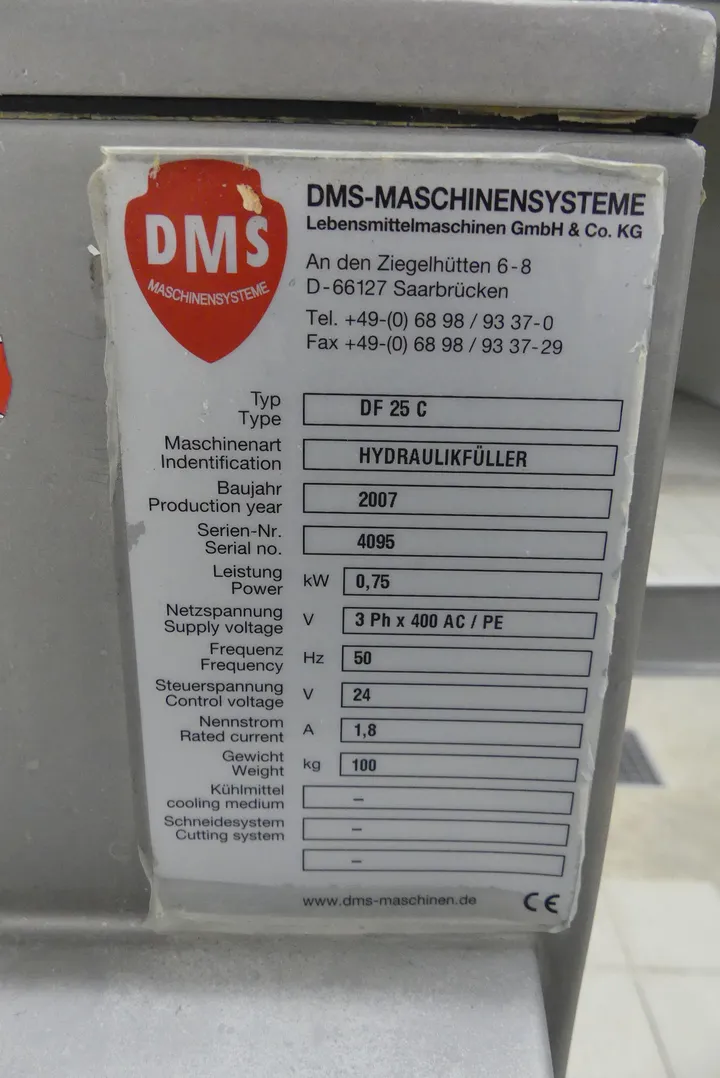 DMS
MASCHINENSYSTEME
DMS-MASCHINENSYSTEME
Lebensmittelmaschinen GmbH & Co. KG
An den Ziegelhütten 6-8
D-66127 Saarbrücken
Tel. +49-(0) 68 98 / 93 37-0
Fax +49-(0) 68 98 / 93 37-29
Typ
Type DF 25 C
Maschinenart
Indentification HYDRAULIKFÜLLER
Baujahr
Production year 2007
Serien-Nr.
Serial no. 4095
Leistung
Power kW 0,75
Netzspannung
Supply voltage V 3 Ph x 400 AC / PE
Frequenz
Frequency Hz 50
Steuerspannung
Control voltage V 24
Nennstrom
Rated current A 1,8
Gewicht
Weight kg 100
Kühlmittel
cooling medium –
Schneidesystem
Cutting system –
–
www.dms-maschinen.de CE